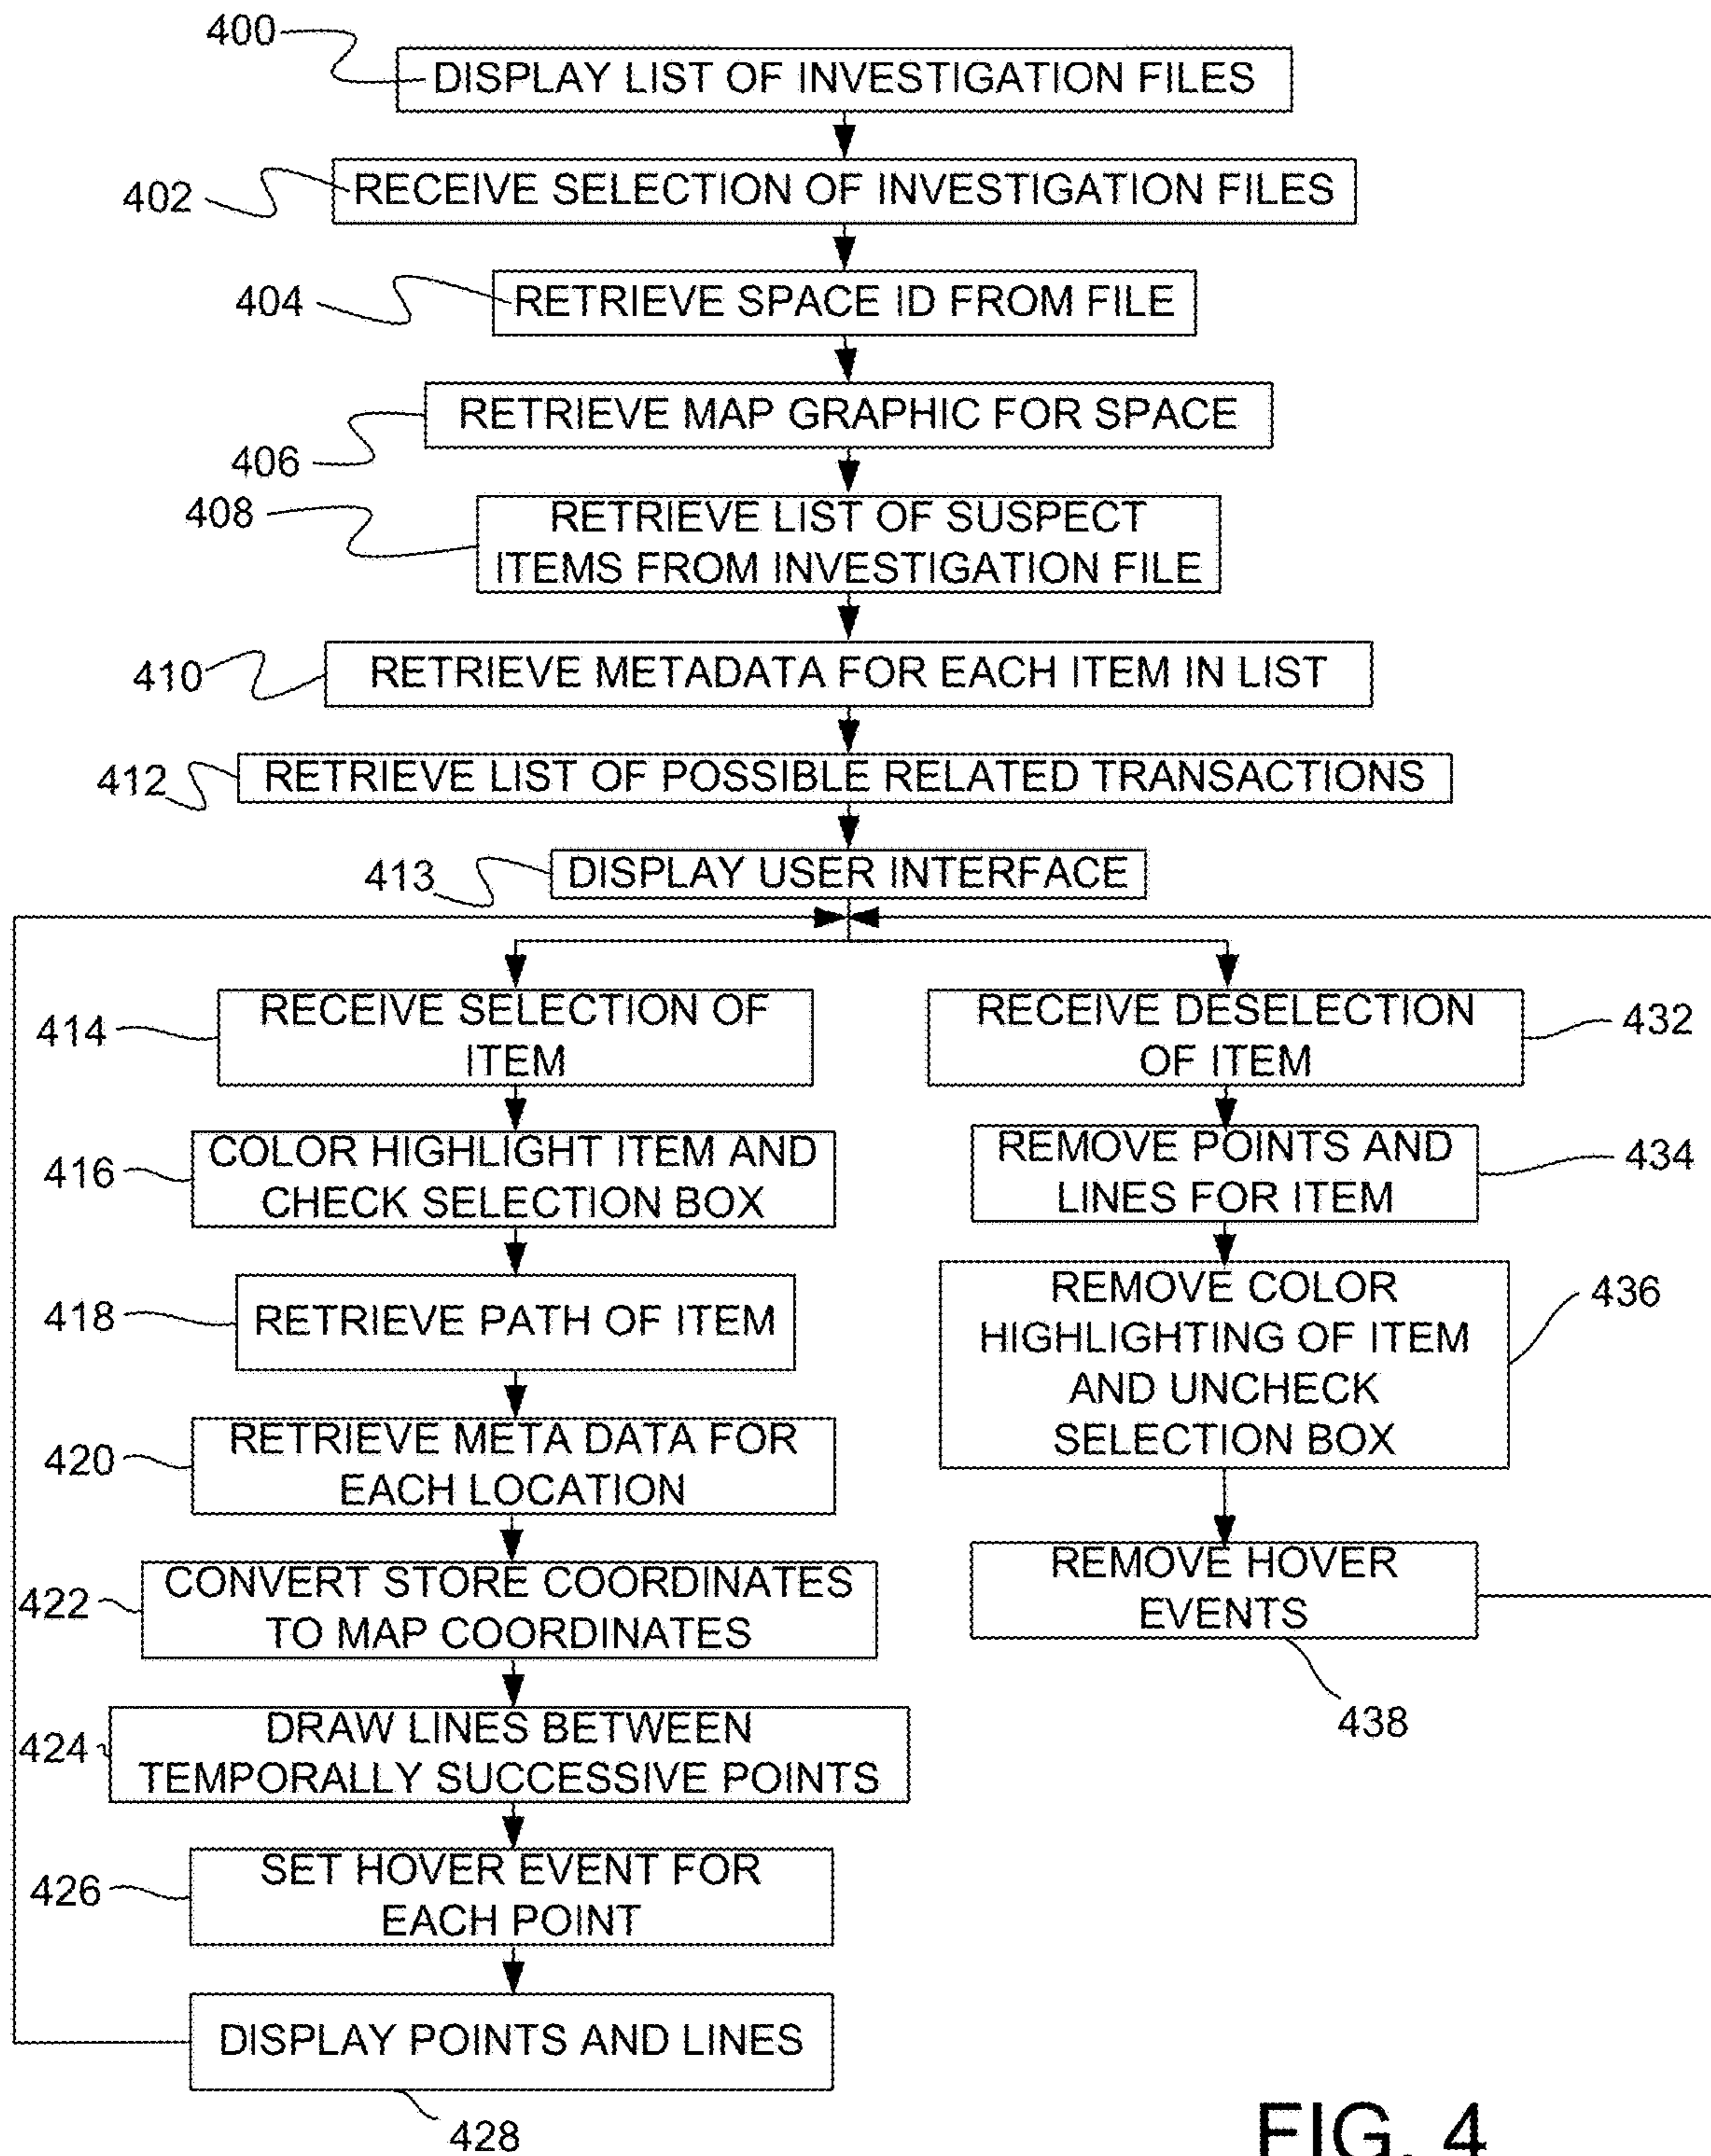 400
DISPLAY LIST OF INVESTIGATION FILES
402
RECEIVE SELECTION OF INVESTIGATION FILES
404
RETRIEVE SPACE ID FROM FILE
RETRIEVE MAP GRAPHIC FOR SPACE
406
408
RETRIEVE LIST OF SUSPECT
ITEMS FROM INVESTIGATION FILE
410
RETRIEVE METADATA FOR EACH ITEM IN LIST
412
RETRIEVE LIST OF POSSIBLE RELATED TRANSACTIONS
413
DISPLAY USER INTERFACE
414
RECEIVE SELECTION OF
ITEM
416
COLOR HIGHLIGHT ITEM AND
CHECK SELECTION BOX
418
RETRIEVE PATH OF ITEM
420
RETRIEVE META DATA FOR
EACH LOCATION
422
CONVERT STORE COORDINATES
TO MAP COORDINATES
424
DRAW LINES BETWEEN
TEMPORALLY SUCCESSIVE POINTS
426
SET HOVER EVENT FOR
EACH POINT
DISPLAY POINTS AND LINES
428
RECEIVE DESELECTION
OF ITEM
432
REMOVE POINTS AND
LINES FOR ITEM
434
REMOVE COLOR
HIGHLIGHTING OF ITEM
AND UNCHECK
SELECTION BOX
436
REMOVE HOVER
EVENTS
438
FIG. 4